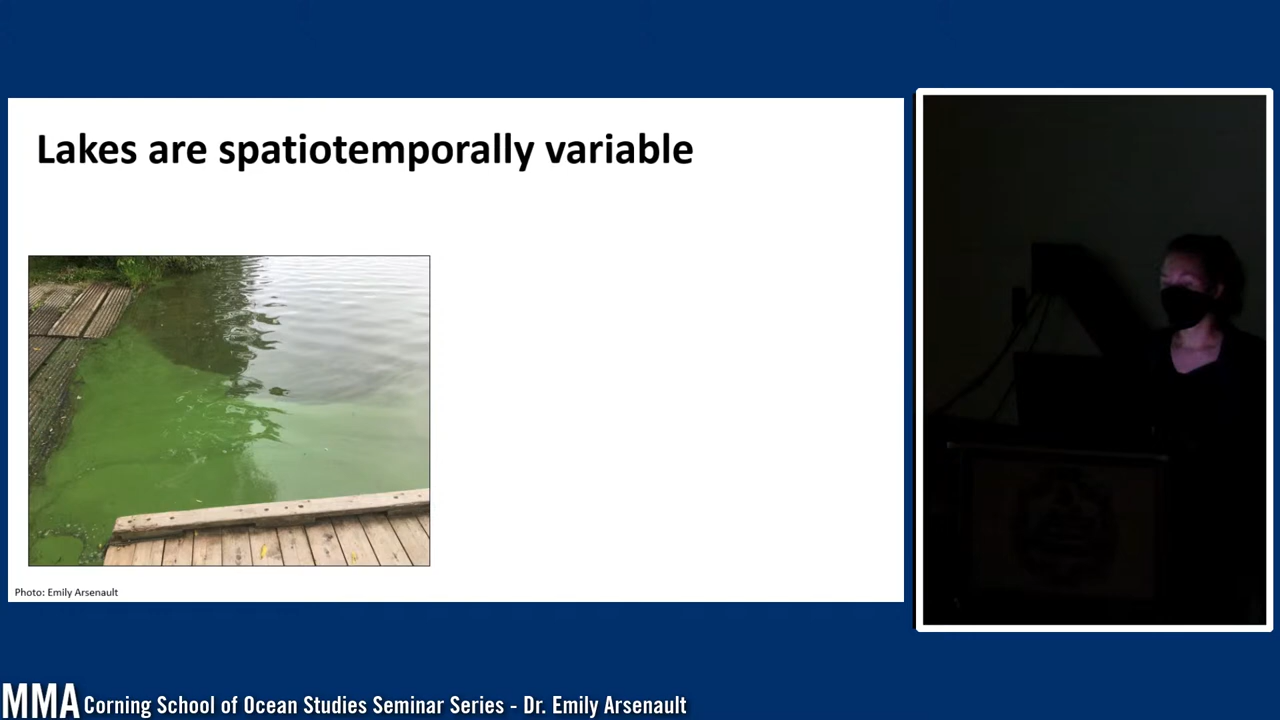 Lakes are spatiotemporally variable
Photo: Emily Arsenault
MMA Corning School of Ocean Studies Seminar Series - Dr. Emily Arsenault